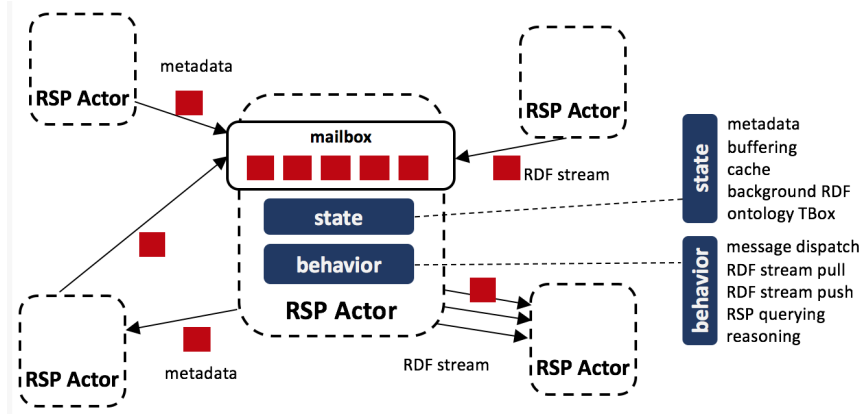 metadata
RSP Actor
RSP Actor
mailbox
RDF stream
state
behavior
RSP Actor
metadata
RSP Actor
RDF stream
RSP Actor
state
metadata
buffering
cache
background RDF
ontology TBox
behavior
message dispatch
RDF stream pull
RDF stream push
RSP querying
reasoning